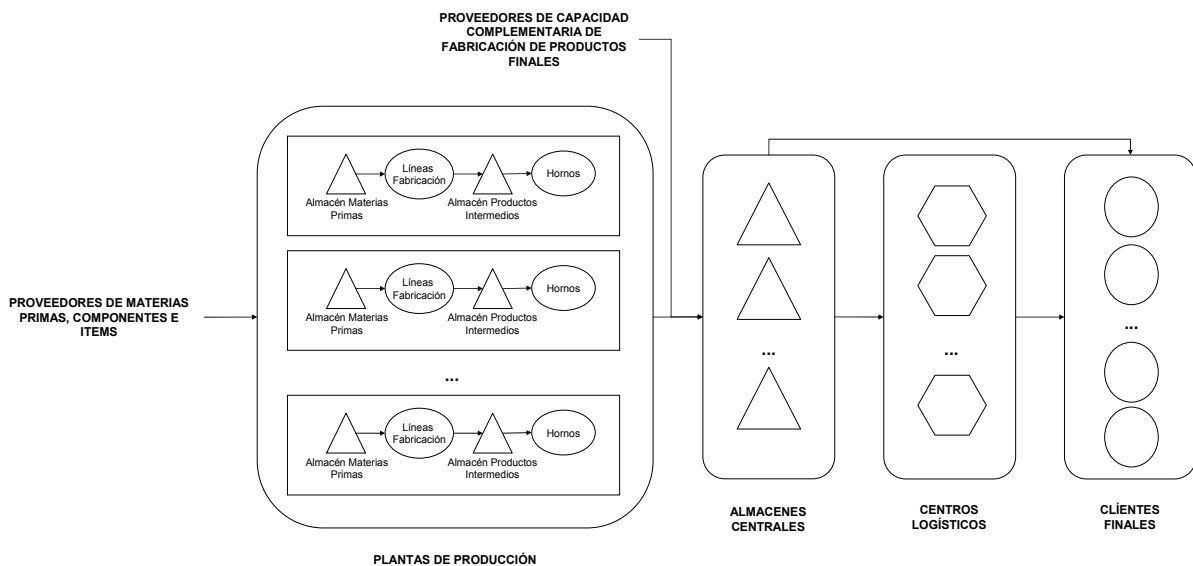 PROVEEDORES DE CAPACIDAD
COMPLEMENTARIA DE
FABRICACIÓN DE PRODUCTOS
FINALES
Líneas
Fabricación
Hornos
Almacén Materias
Primas
Almacén Productos
Intermedios
Líneas
Fabricación
Hornos
Almacén Materias
Primas
Almacén Productos
Intermedios
PROVEEDORES DE MATERIAS
PRIMAS, COMPONENTES E
ITEMS
...
Líneas
Fabricación
Hornos
Almacén Materias
Primas
Almacén Productos
Intermedios
PLANTAS DE PRODUCCIÓN
...
ALMACENES
CENTRALES
...
CENTROS
LOGÍSTICOS
...
CLÍENTES
FINALES